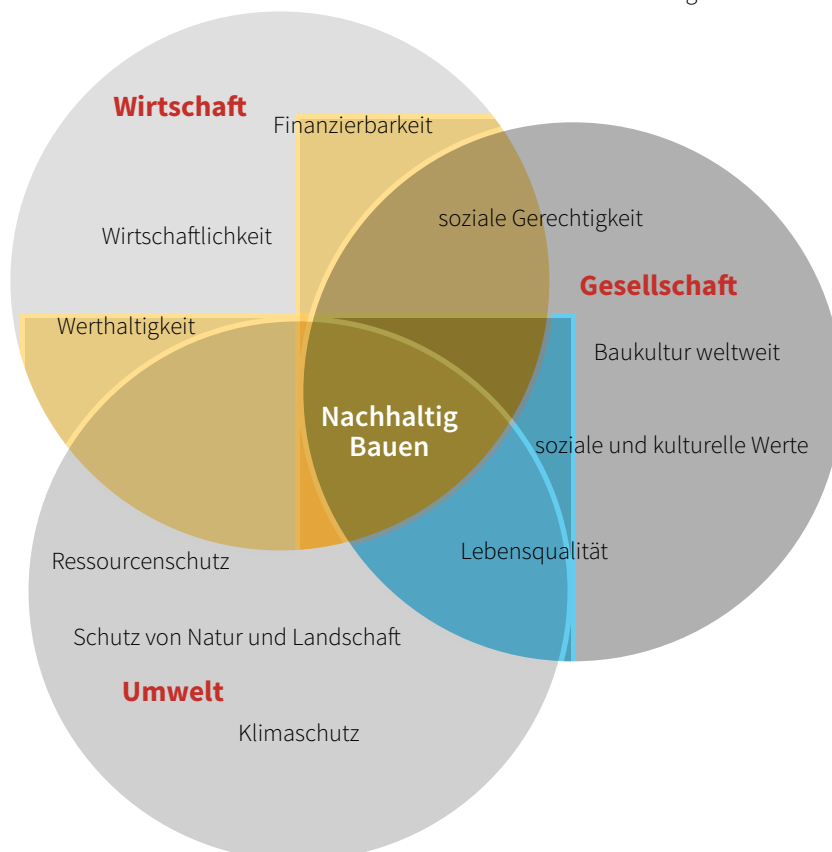 Wirtschaft
Finanzierbarkeit
soziale Gerechtigkeit
Wirtschaftlichkeit
Gesellschaft
Werthaltigkeit
Baukultur weltweit
Nachhaltig
Bauen
soziale und kulturelle Werte
Lebensqualität
Ressourcenschutz
Schutz von Natur und Landschaft
Umwelt
Klimaschutz